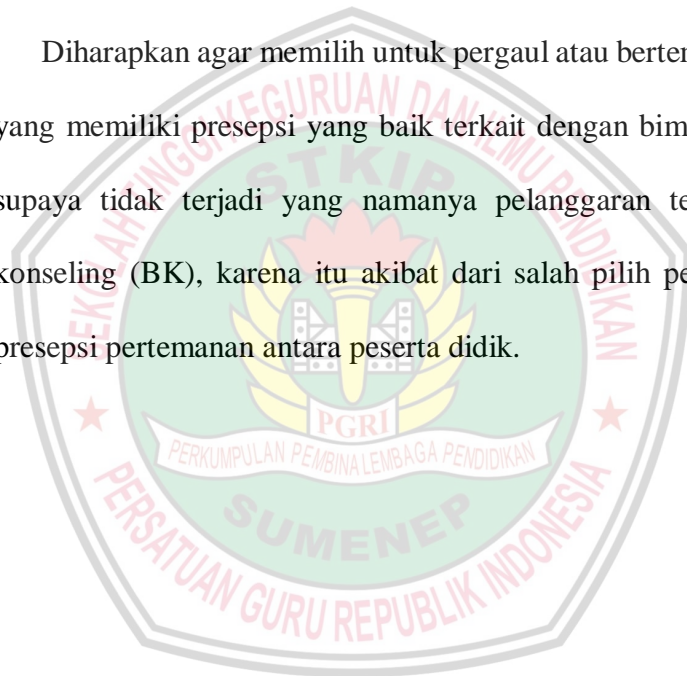 Diharapkan agar memilih untuk pergaul atau
yang memiliki presepsi yang baik terkait dengan
supaya tidak terjadi yang namanya pelanggaran
konseling (BK), karena itu akibat dari salah pilih
presepsi pertemanan antara peserta didik.
SEKOLAH TINGGI KEGURUAN DAN ILMU PENDIDIKAN
STKIP
PGRI
PERKUMPULAN PEMBINA LEMBAGA PENDIDIKAN
SUMENEP
PERSATUAN GURU REPUBLIK INDONESIA